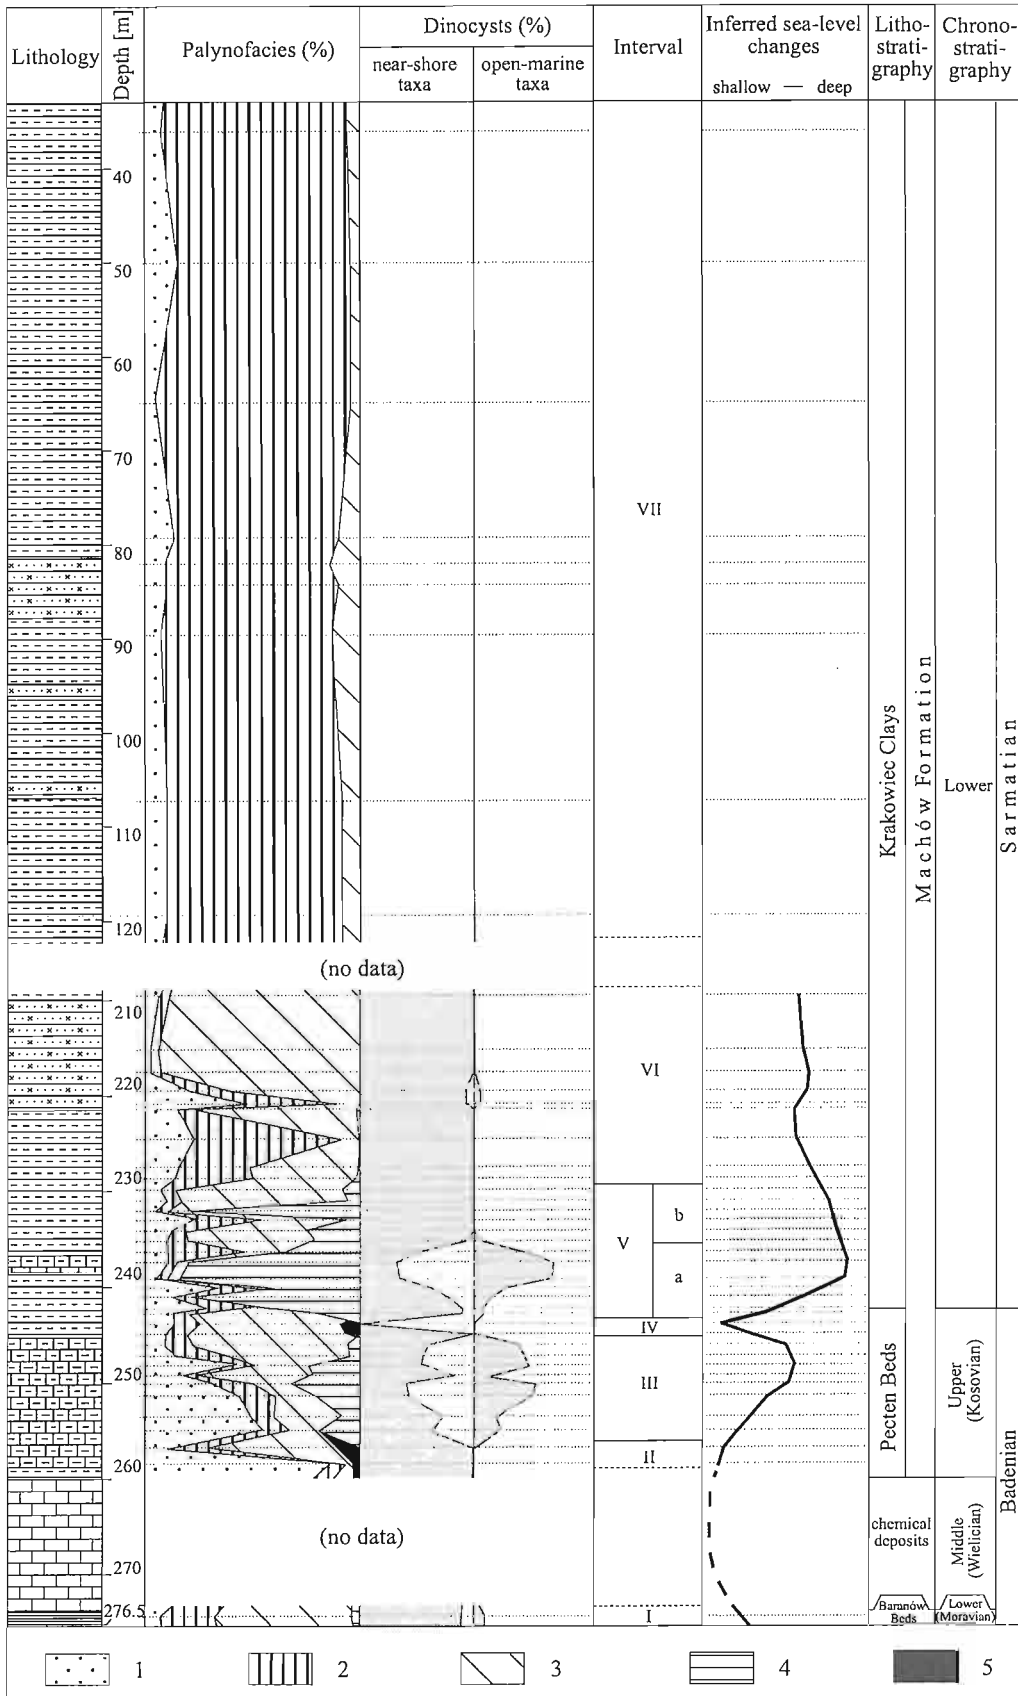 Lithology
Depth [m]
Palynofacies (%)
Dinocysts (%)
near-shore
taxa
open-marine
taxa
Interval
Inferred sea-level
changes
shallow — deep
Litho-
strati-
graphy
Chrono-
strati-
graphy
40
50
60
70
80
90
100
110
120
VII
Krakowiec Clays
Machów Formation
Lower
Sarmatian
(no data)
210
220
230
240
250
260
VI
V
b
a
IV
III
II
Pecten Beds
Upper
(Kosovian)
Badenian
(no data)
270
276.5
I
chemical
deposits
Middle
(Wielician)
Baranów
Beds
Lower
(Moravian)
1
2
3
4
5